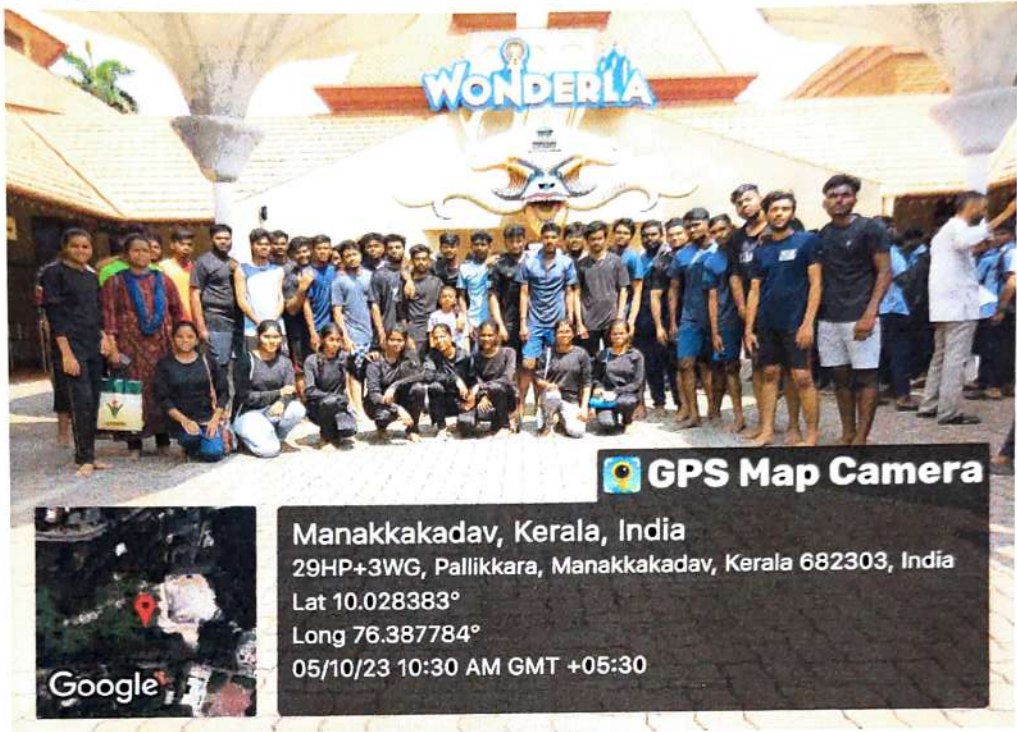 WONDERLA
GPS Map Camera
Manakkakadav, Kerala, India
29HP+3WG, Pallikkara, Manakkakadav, Kerala 682303, India
Lat 10.028383°
Long 76.387784°
05/10/23 10:30 AM GMT +05:30
Google